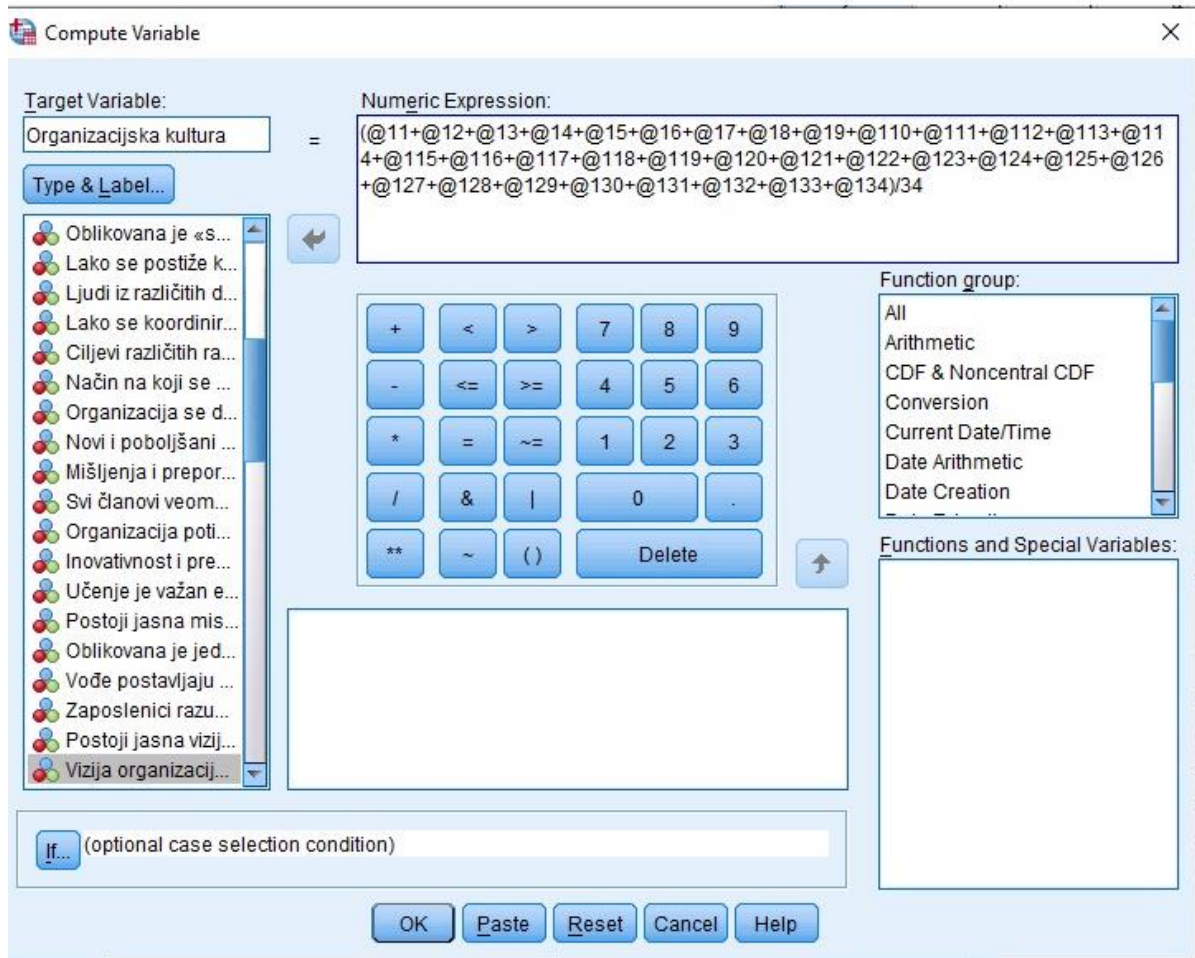 Compute Variable
Target Variable:
Numeric Expression:
Organizacijska kultura
=
(@11+@12+@13+@14+@15+@16+@17+@18+@19+@110+@111+@112+@113+@11
4+@115+@116+@117+@118+@119+@120+@121+@122+@123+@124+@125+@126
+@127+@128+@129+@130+@131+@132+@133+@134)/34
Type & Label...
Oblikovana je «s...
Lako se postiže k...
Ljudi iz različitih d...
Lako se koordinir...
Ciljevi različitih ra...
Način na koji se ...
Organizacija se d...
Novi i poboljšani ...
Mišljenja i prepor...
Svi članovi veom...
Organizacija poti...
Inovativnost i pre...
Učenje je važan e...
Postoji jasna mis...
Oblikovana je jed...
Vođe postavljaju ...
Zaposlenici razu...
Postoji jasna vizij...
Vizija organizacij...
+ < > 7 8 9
- <= >= 4 5 6
* = ~= 1 2 3
/ & | 0 .
** ~ ( ) Delete
Function group:
All
Arithmetic
CDF & Noncentral CDF
Conversion
Current Date/Time
Date Arithmetic
Date Creation
Functions and Special Variables:
If... (optional case selection condition)
OK Paste Reset Cancel Help